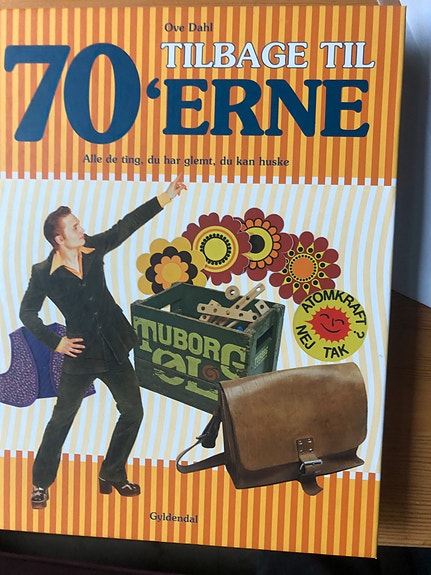 Ove Dahl
TILBAGE TIL
70'ERNE
Alle de ting, du har glemt, du kan huske
ATOMKRAFT ?
NEJ TAK
TUBORG
ØL
Gyldendal